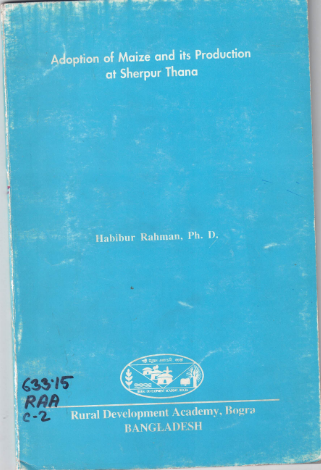 Adoption of Maize and its Production
at Sherpur Thana
Habibur Rahman, Ph. D.
633.15
RAA
C-2
Rural Development Academy, Bogra
BANGLADESH